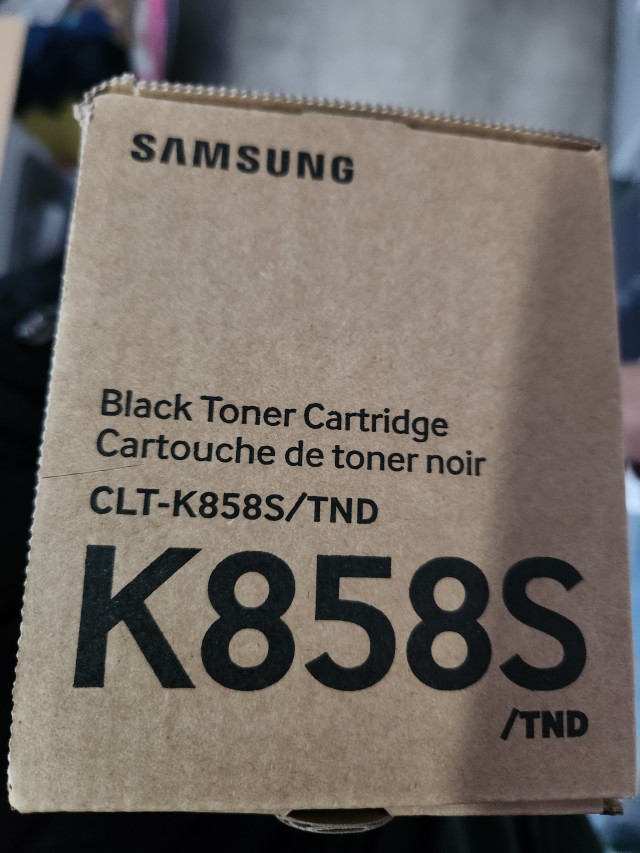 SAMSUNG
Black Toner Cartridge
Cartouche de toner noir
CLT-K858S/TND
K858S
/TND